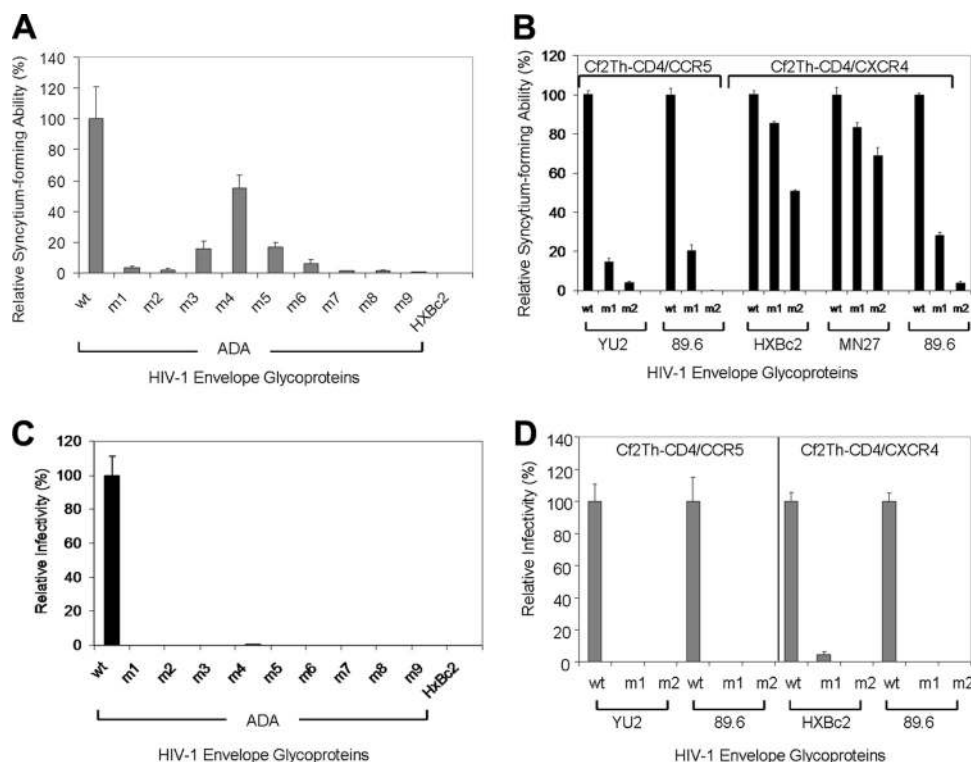 A
Relative Syncytium-forming Ability (%)
140
120
100
80
60
40
20
0
wt m1 m2 m3 m4 m5 m6 m7 m8 m9 HXBc2
ADA
HIV-1 Envelope Glycoproteins
B
Relative Syncytium-forming Ability (%)
Cf2Th-CD4/CCR5 Cf2Th-CD4/CXCR4
120
100
80
60
40
20
0
wt m1 m2 wt m1 m2 wt m1 m2 wt m1 m2 wt m1 m2
YU2 89.6 HXBc2 MN27 89.6
HIV-1 Envelope Glycoproteins
C
Relative Infectivity (%)
120
100
80
60
40
20
0
wt m1 m2 m3 m4 m5 m6 m7 m8 m9 HxBc2
ADA
HIV-1 Envelope Glycoproteins
D
Relative Infectivity (%)
Cf2Th-CD4/CCR5 Cf2Th-CD4/CXCR4
140
120
100
80
60
40
20
0
wt m1 m2 wt m1 m2 wt m1 m2 wt m1 m2
YU2 89.6 HXBc2 89.6
HIV-1 Envelope Glycoproteins